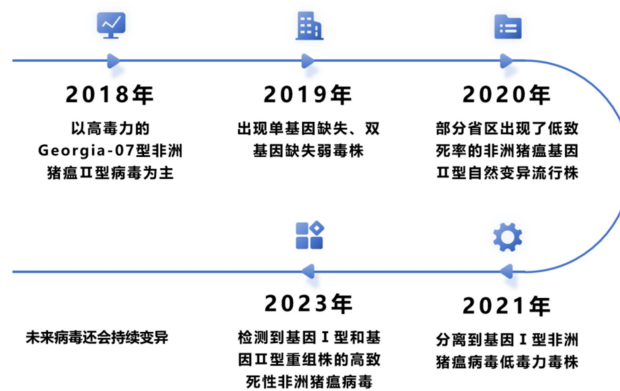 2018年
以高毒力的
Georgia-07型非洲
猪瘟Ⅱ型病毒为主
2019年
出现单基因缺失、双
基因缺失弱毒株
2020年
部分省区出现了低致
死率的非洲猪瘟基因
Ⅱ型自然变异流行株
2021年
分离到基因Ⅰ型非洲
猪瘟病毒低毒力毒株
2023年
检测到基因Ⅰ型和基
因Ⅱ型重组株的高致
死性非洲猪瘟病毒
未来病毒还会持续变异